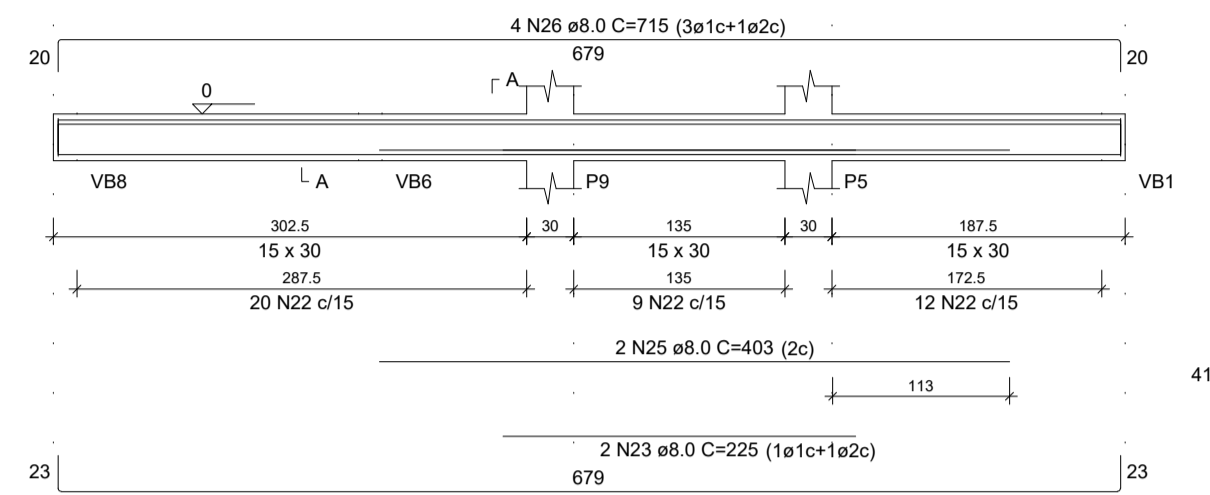 4 N26 ø8.0 C=715 (3ø1c+1ø2c)
20 679 20
A
0
VB8 A VB6 P9 P5 VB1
302.5 30 135 30 187.5
15 x 30 15 x 30 15 x 30
287.5 135 172.5
20 N22 c/15 9 N22 c/15 12 N22 c/15
2 N25 ø8.0 C=403 (2c)
41
113
2 N23 ø8.0 C=225 (1ø1c+1ø2c)
23 679 23